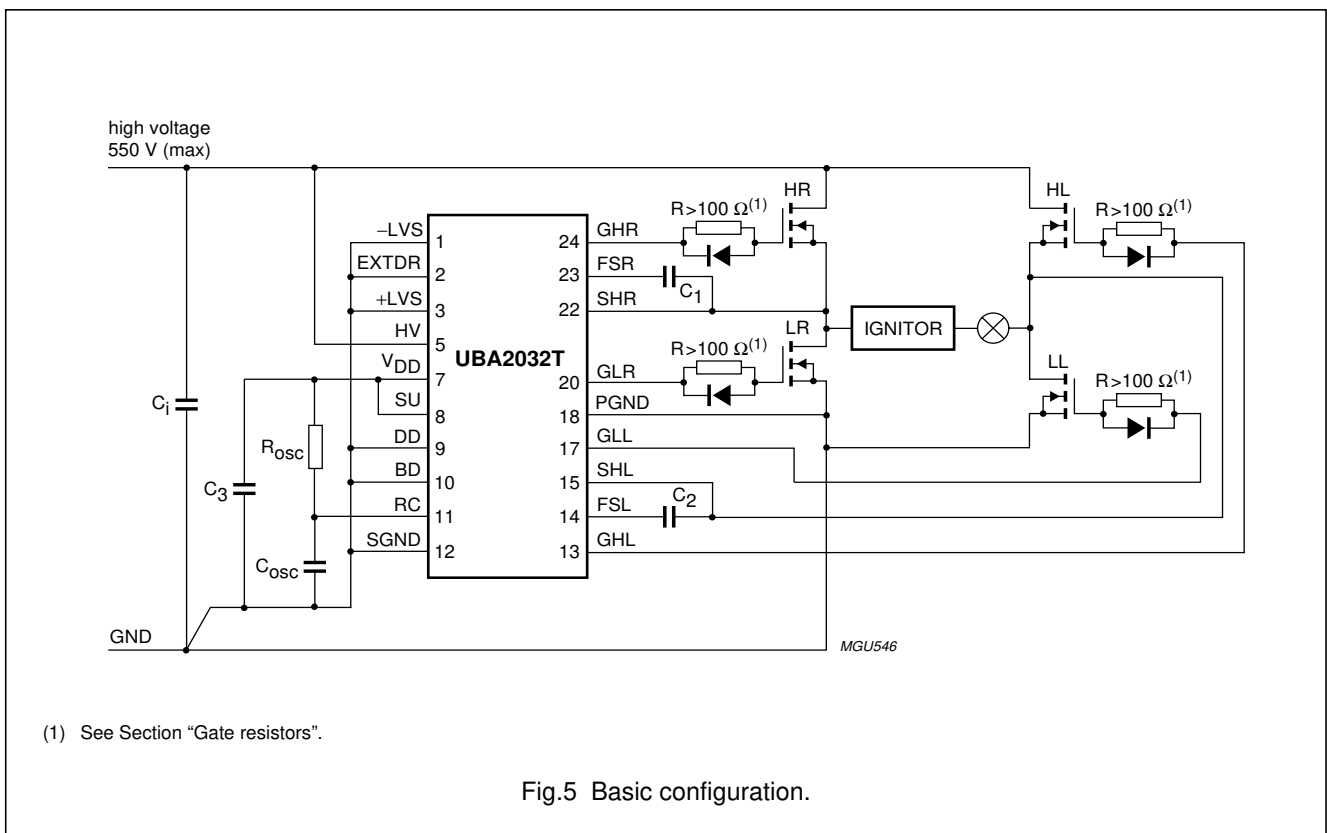 high voltage
550 V (max)
HR
HL
R>100 Ω(1)
R>100 Ω(1)
–LVS
1
24
GHR
EXTDR
2
23
FSR
C1
+LVS
3
22
SHR
HV
5
UBA2032T
LR
IGNITOR
R>100 Ω(1)
LL
R>100 Ω(1)
VDD
7
20
GLR
SU
8
18
PGND
Ci
Rosc
DD
9
17
GLL
C3
BD
10
15
SHL
C2
RC
11
14
FSL
SGND
12
13
GHL
Cosc
GND
MGU546
(1) See Section “Gate resistors”.
Fig.5 Basic configuration.